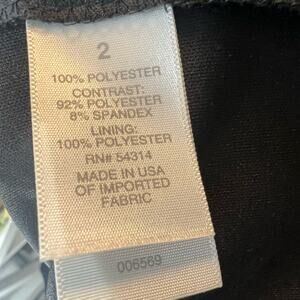 2
100% POLYESTER
CONTRAST:
92% POLYESTER
8% SPANDEX
LINING:
100% POLYESTER
RN# 54314
MADE IN USA
OF IMPORTED
FABRIC
006569